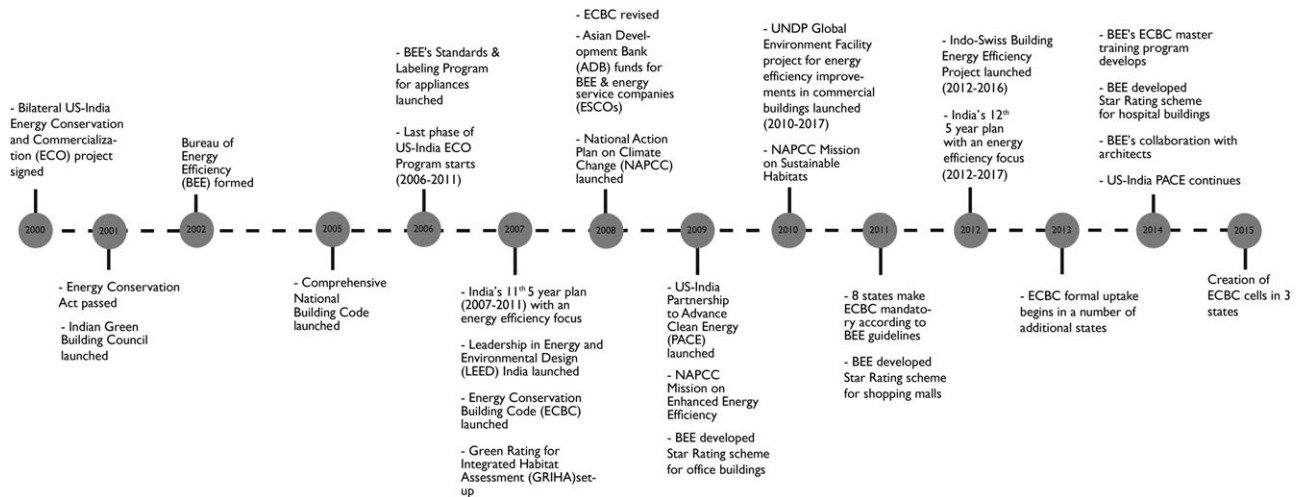 - Bilateral US-India
Energy Conservation
and Commercializa-
tion (ECO) project
signed
2000
2001
- Energy Conservation
Act passed
- Indian Green
Building Council
launched
Bureau of
Energy
Efficiency
(BEE) formed
2002
2005
- Comprehensive
National
Building Code
launched
- BEE's Standards &
Labeling Program
for appliances
launched
- Last phase of
US-India ECO
Program starts
(2006-2011)
2006
2007
- India's 11th 5 year plan
(2007-2011) with an
energy efficiency focus
- Leadership in Energy and
Environmental Design
(LEED) India launched
- Energy Conservation
Building Code (ECBC)
launched
- Green Rating for
Integrated Habitat
Assessment (GRIHA)set-
up
- ECBC revised
- Asian Devel-
opment Bank
(ADB) funds for
BEE & energy
service companies
(ESCOs)
- National Action
Plan on Climate
Change (NAPCC)
launched
2008
2009
- US-India
Partnership
to Advance
Clean Energy
(PACE)
launched
- NAPCC
Mission on
Enhanced Energy
Efficiency
- BEE developed
Star Rating scheme
for office buildings
- UNDP Global
Environment Facility
project for energy
efficiency improve-
ments in commercial
buildings launched
(2010-2017)
- NAPCC Mission
on Sustainable
Habitats
2010
2011
- 8 states make
ECBC mandato-
ry according to
BEE guidelines
- BEE developed
Star Rating scheme
for shopping malls
- Indo-Swiss Building
Energy Efficiency
Project launched
(2012-2016)
- India's 12th
5 year plan
with an energy
efficiency focus
(2012-2017)
2012
2013
- ECBC formal uptake
begins in a number of
additional states
- BEE's ECBC master
training program
develops
- BEE developed
Star Rating scheme
for hospital buildings
- BEE's collaboration with
architects
- US-India PACE continues
2014
2015
Creation of
ECBC cells in 3
states